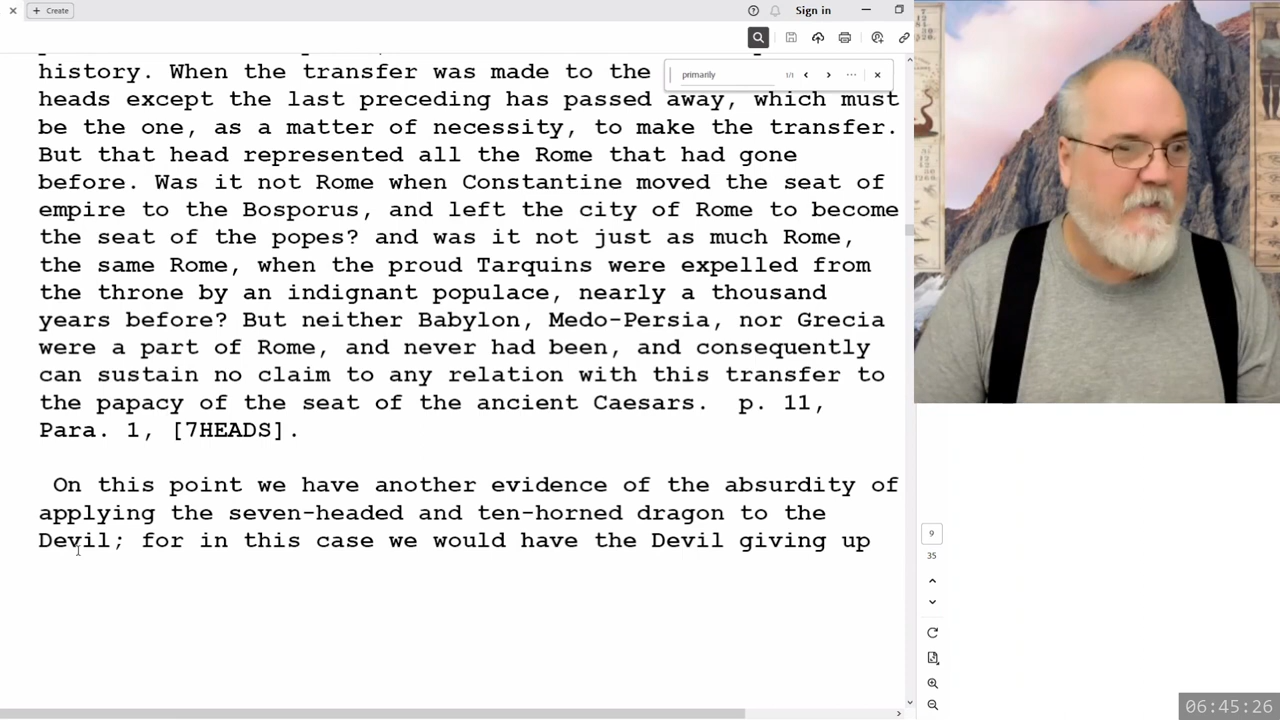 Create
Sign in
primarily
1/1
history. When the transfer was made to the
heads except the last preceding has passed away, which must
be the one, as a matter of necessity, to make the transfer.
But that head represented all the Rome that had gone
before. Was it not Rome when Constantine moved the seat of
empire to the Bosporus, and left the city of Rome to become
the seat of the popes? and was it not just as much Rome,
the same Rome, when the proud Tarquins were expelled from
the throne by an indignant populace, nearly a thousand
years before? But neither Babylon, Medo-Persia, nor Grecia
were a part of Rome, and never had been, and consequently
can sustain no claim to any relation with this transfer to
the papacy of the seat of the ancient Caesars. p. 11,
Para. 1, [7HEADS].
On this point we have another evidence of the absurdity of
applying the seven-headed and ten-horned dragon to the
Devil; for in this case we would have the Devil giving up
9
35
06:45:26